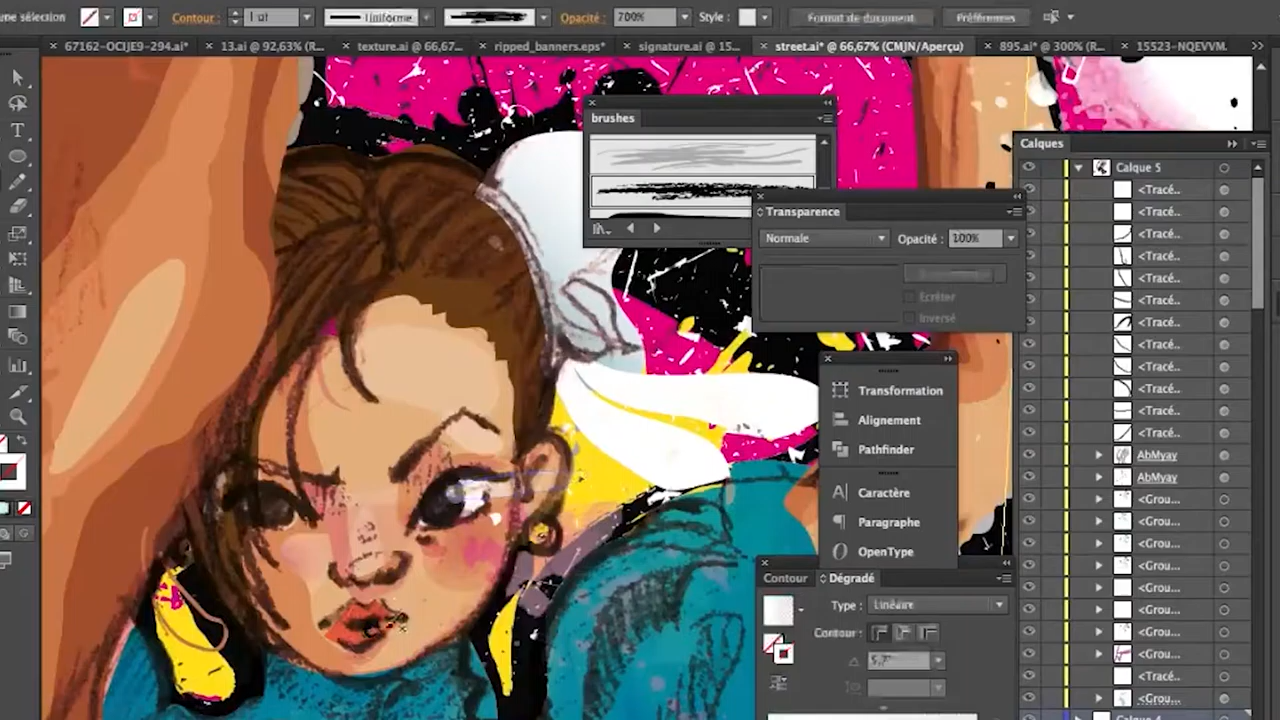 une sélection Contour : 1 pt Uniforme Opacité : Style : Format de document Préférences
67162-OCIJE9-294.ai* 13.ai @ 92,63% (R... texture.ai @ 66,67... ripped_banners.eps* signature.ai @ 15... street.ai* @ 66,67% (CMJN/Aperçu) 895.ai* @ 300% (R... 15523-NQEVVM.
brushes
Calques
Calque 5
<Tracé..
<Tracé..
<Tracé..
<Tracé..
<Tracé..
<Tracé..
<Tracé..
<Tracé..
<Tracé..
<Tracé..
<Tracé..
<Tracé..
AbMyay
AbMyay
<Grou...
<Grou...
<Grou...
<Grou...
<Grou...
<Grou...
<Grou...
<Grou...
<Tracé..
<Grou...
Transparence
Normale Opacité : 100%
Ecrêter
Inversé
Transformation
Alignement
Pathfinder
Caractère
Paragraphe
OpenType
Contour Dégradé
Type : Linéaire
Contour :